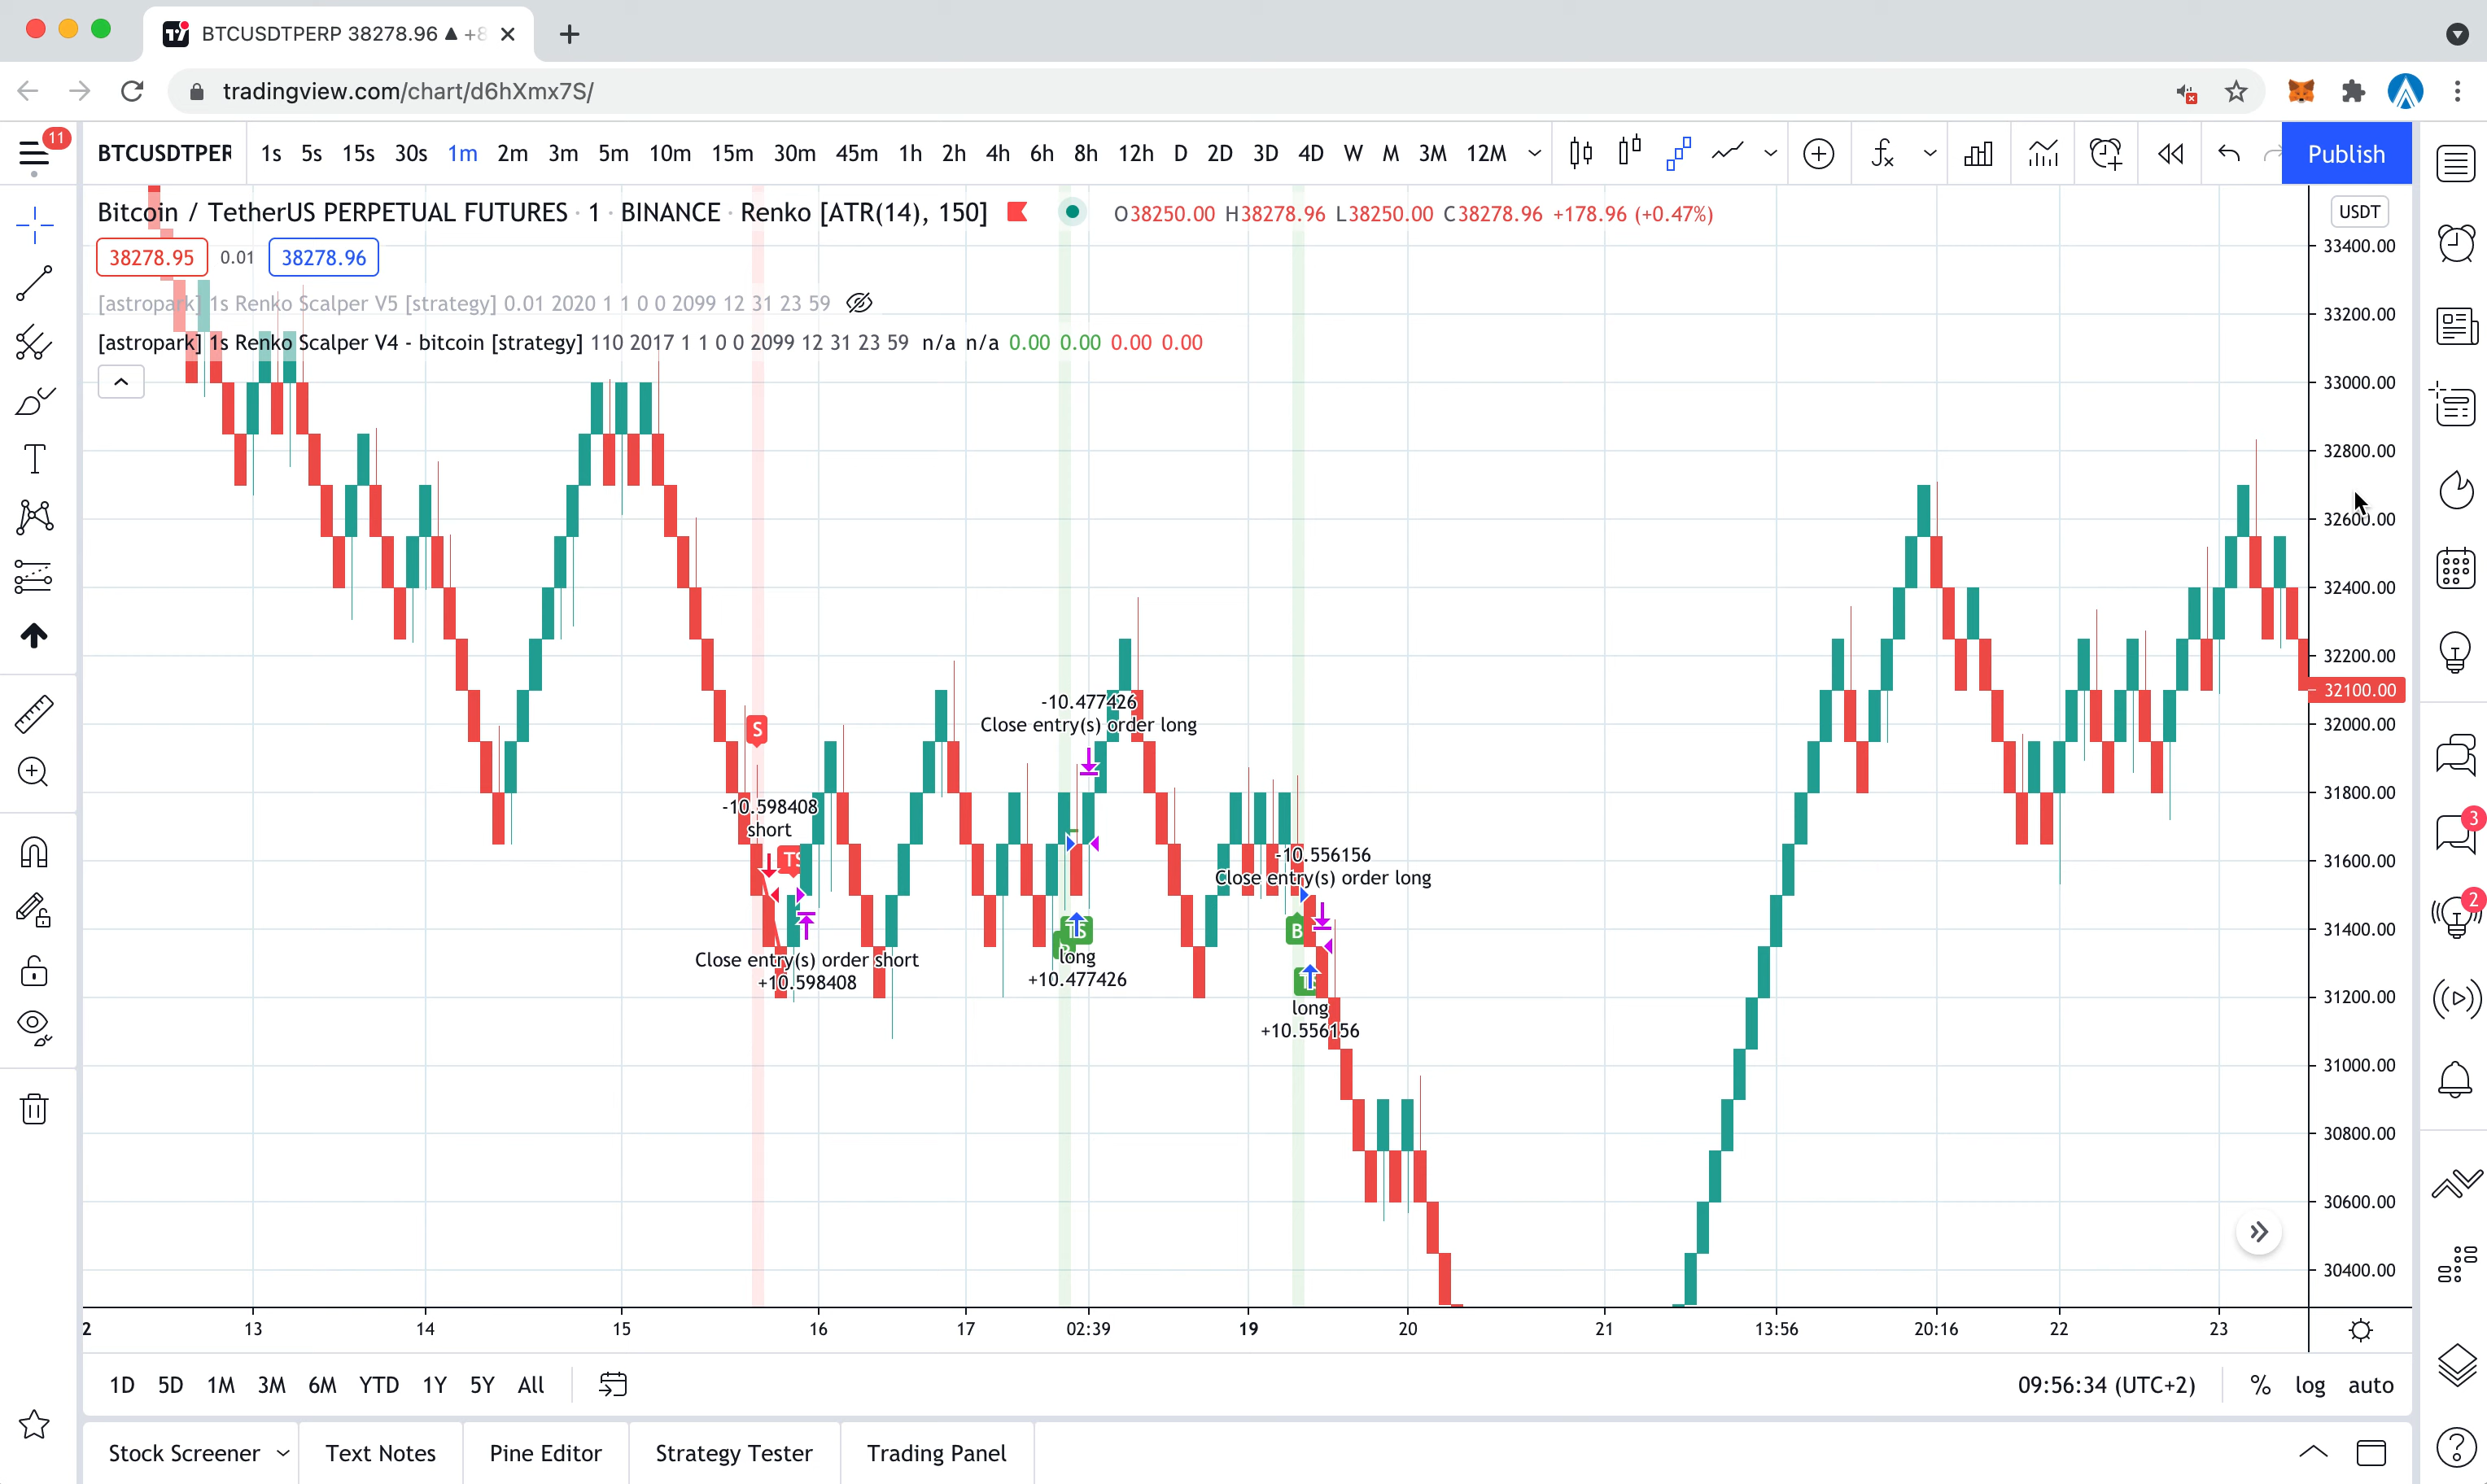 BTCUSDTPERP 38278.96 ▲ +8
tradingview.com/chart/d6hXmx7S/
11
BTCUSDTPER 1s 5s 15s 30s 1m 2m 3m 5m 10m 15m 30m 45m 1h 2h 4h 6h 8h 12h D 2D 3D 4D W M 3M 12M Publish
Bitcoin / TetherUS PERPETUAL FUTURES · 1 · BINANCE · Renko [ATR(14), 150] O38250.00 H38278.96 L38250.00 C38278.96 +178.96 (+0.47%)
USDT
38278.95 0.01 38278.96
[astropark] 1s Renko Scalper V5 [strategy] 0.01 2020 1 1 0 0 2099 12 31 23 59
[astropark] 1s Renko Scalper V4 - bitcoin [strategy] 110 2017 1 1 0 0 2099 12 31 23 59 n/a n/a 0.00 0.00 0.00 0.00
33400.00
33200.00
33000.00
32800.00
32600.00
32400.00
32200.00
32100.00
32000.00
31800.00
31600.00
31400.00
31200.00
31000.00
30800.00
30600.00
30400.00
S
-10.598408
short
TS
Close entry(s) order short
+10.598408
-10.477426
Close entry(s) order long
TS
long
+10.477426
-10.556156
Close entry(s) order long
B
long
+10.556156
3
2
2 13 14 15 16 17 02:39 19 20 21 13:56 20:16 22 23
1D 5D 1M 3M 6M YTD 1Y 5Y All 09:56:34 (UTC+2) % log auto
Stock Screener Text Notes Pine Editor Strategy Tester Trading Panel